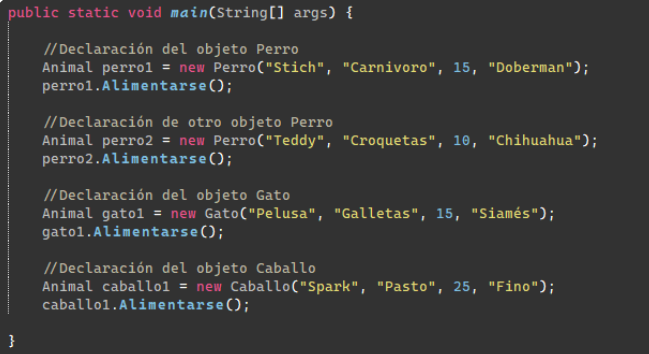 public static void main(String[] args) {
//Declaración del objeto Perro
Animal perro1 = new Perro("Stich", "Carnivoro", 15, "Doberman");
perro1.Alimentarse();
//Declaración de otro objeto Perro
Animal perro2 = new Perro("Teddy", "Croquetas", 10, "Chihuahua");
perro2.Alimentarse();
//Declaración del objeto Gato
Animal gato1 = new Gato("Pelusa", "Galletas", 15, "Siamés");
gato1.Alimentarse();
//Declaración del objeto Caballo
Animal caballo1 = new Caballo("Spark", "Pasto", 25, "Fino");
caballo1.Alimentarse();
}